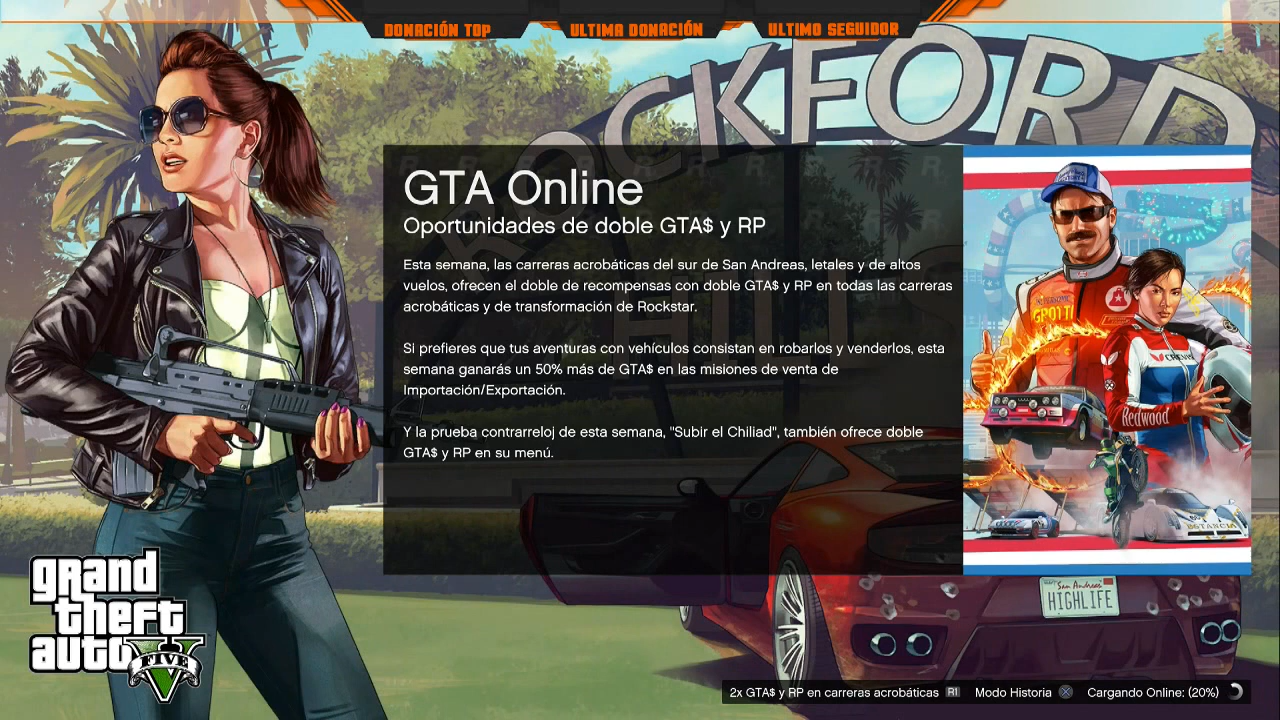 DONACIÓN TOP
ULTIMA DONACIÓN
ULTIMO SEGUIDOR
ROCKFORD
HILLS
GTA Online
Oportunidades de doble GTA$ y RP
Esta semana, las carreras acrobáticas del sur de San Andreas, letales y de altos
vuelos, ofrecen el doble de recompensas con doble GTA$ y RP en todas las carreras
acrobáticas y de transformación de Rockstar.
Si prefieres que tus aventuras con vehículos consistan en robarlos y venderlos, esta
semana ganarás un 50% más de GTA$ en las misiones de venta de
Importación/Exportación.
Y la prueba contrarreloj de esta semana, "Subir el Chiliad", también ofrece doble
GTA$ y RP en su menú.
GROTTI
Redwood
San Andreas
HIGHLIFE
grand
theft
auto
FIVE
2x GTA$ y RP en carreras acrobáticas R1 Modo Historia Cargando Online: (20%)